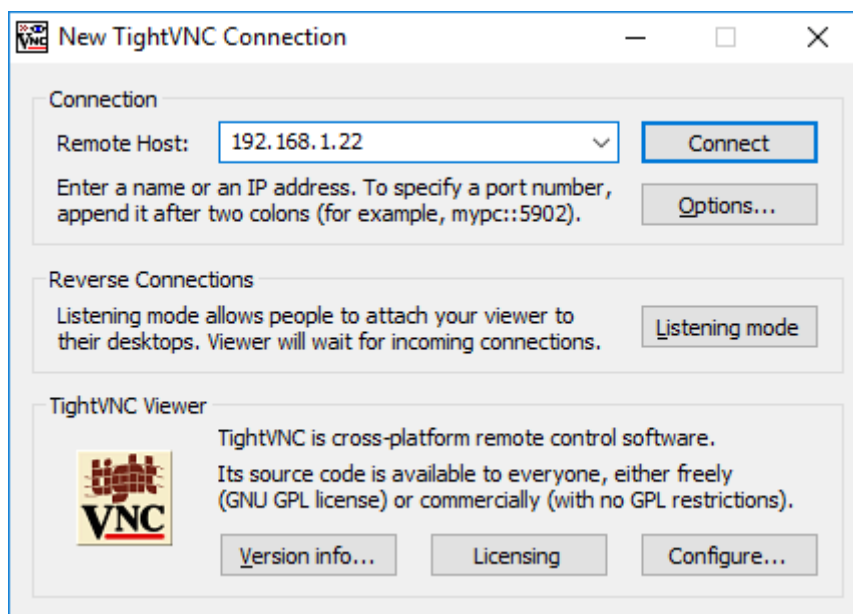 New TightVNC Connection
Connection
Remote Host: 192.168.1.22 Connect
Enter a name or an IP address. To specify a port number,
append it after two colons (for example, mypc::5902).
Options...
Reverse Connections
Listening mode allows people to attach your viewer to
their desktops. Viewer will wait for incoming connections.
Listening mode
TightVNC Viewer
TightVNC is cross-platform remote control software.
Its source code is available to everyone, either freely
(GNU GPL license) or commercially (with no GPL restrictions).
tight
VNC
Version info... Licensing Configure...